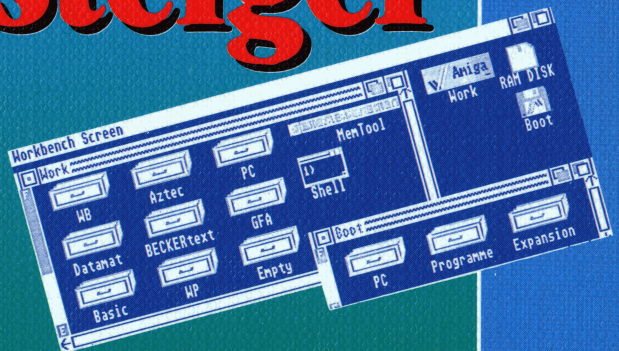 steiger
Workbench Screen
Work
WB
Aztec
PC
MemTool
Datamat
BECKERtext
GFA
Shell
1>
Basic
WP
Empty
Amiga
Work
RAM DISK
Boot
Boot
PC
Programme
Expansion